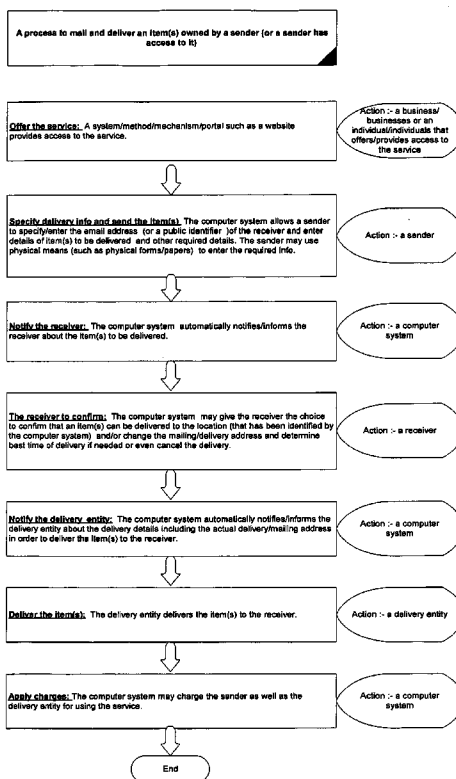 A process to mail and deliver an item(s) owned by a sender (or a sender has
access to it)
Offer the service: A system/method/mechanism/portal such as a website
provides access to the service.
Action :- a business/
businesses or an
individual/individuals that
offers/provides access to
the service
Specify delivery info and send the item(s) The computer system allows a sender
to specify/enter the email address (or a public identifier )of the receiver and enter
details of item(s) to be delivered and other required details. The sender may use
physical means (such as physical forms/papers) to enter the required info.
Action :- a sender
Notify the receiver: The computer system automatically notifies/informs the
receiver about the item(s) to be delivered.
Action :- a computer
system
The receiver to confirm: The computer system may give the receiver the choice
to confirm that an item(s) can be delivered to the location (that has been identified by
the computer system) and/or change the mailing/delivery address and determine
best time of delivery if needed or even cancel the delivery.
Action :- a receiver
Notify the delivery entity: The computer system automatically notifies/informs the
delivery entity about the delivery details including the actual delivery/mailing address
in order to deliver the item(s) to the receiver.
Action :- a computer
system
Deliver the item(s): The delivery entity delivers the item(s) to the receiver.
Action :- a delivery entity
Apply charges: The computer system may charge the sender as well as the
delivery entity for using the service.
Action :- a computer
system
End